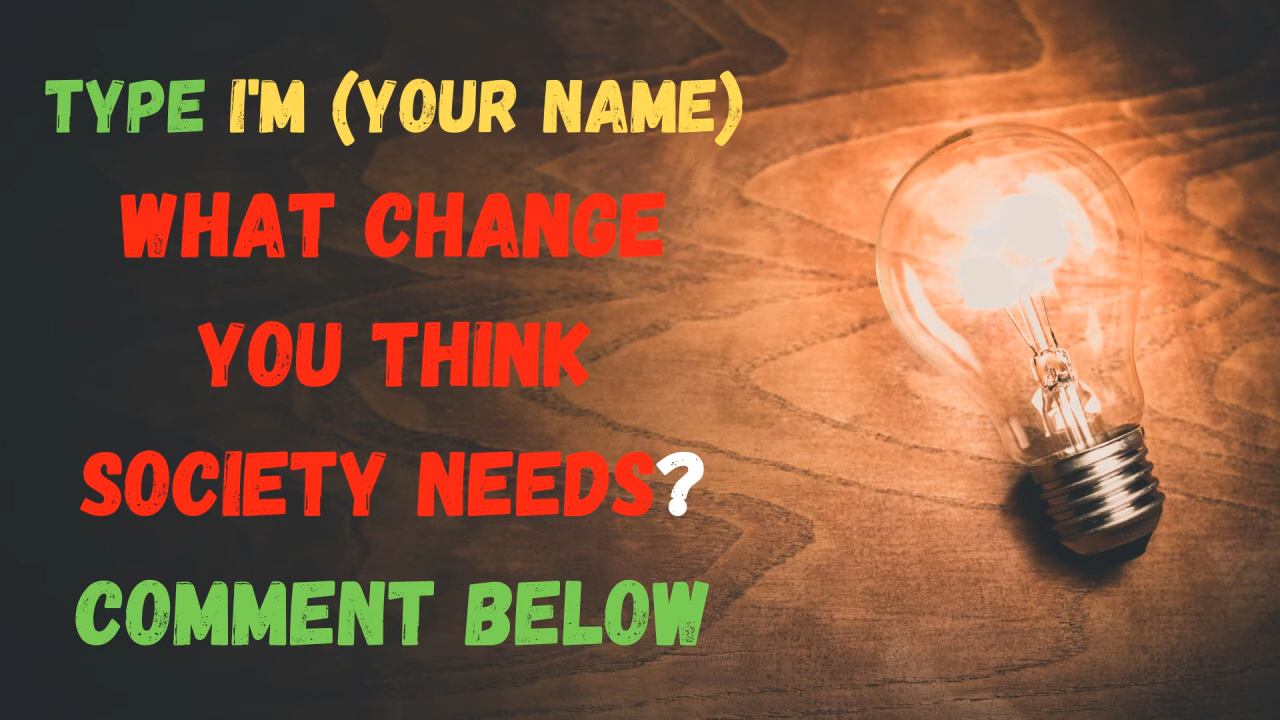 TYPE I'M (YOUR NAME)
WHAT CHANGE
YOU THINK
SOCIETY NEEDS?
COMMENT BELOW